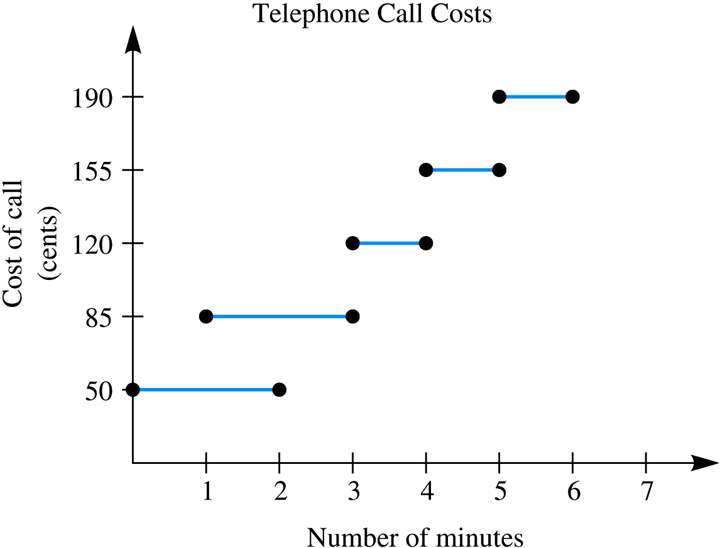 Telephone Call Costs
190
155
120
85
50
Cost of call
(cents)
1 2 3 4 5 6 7
Number of minutes